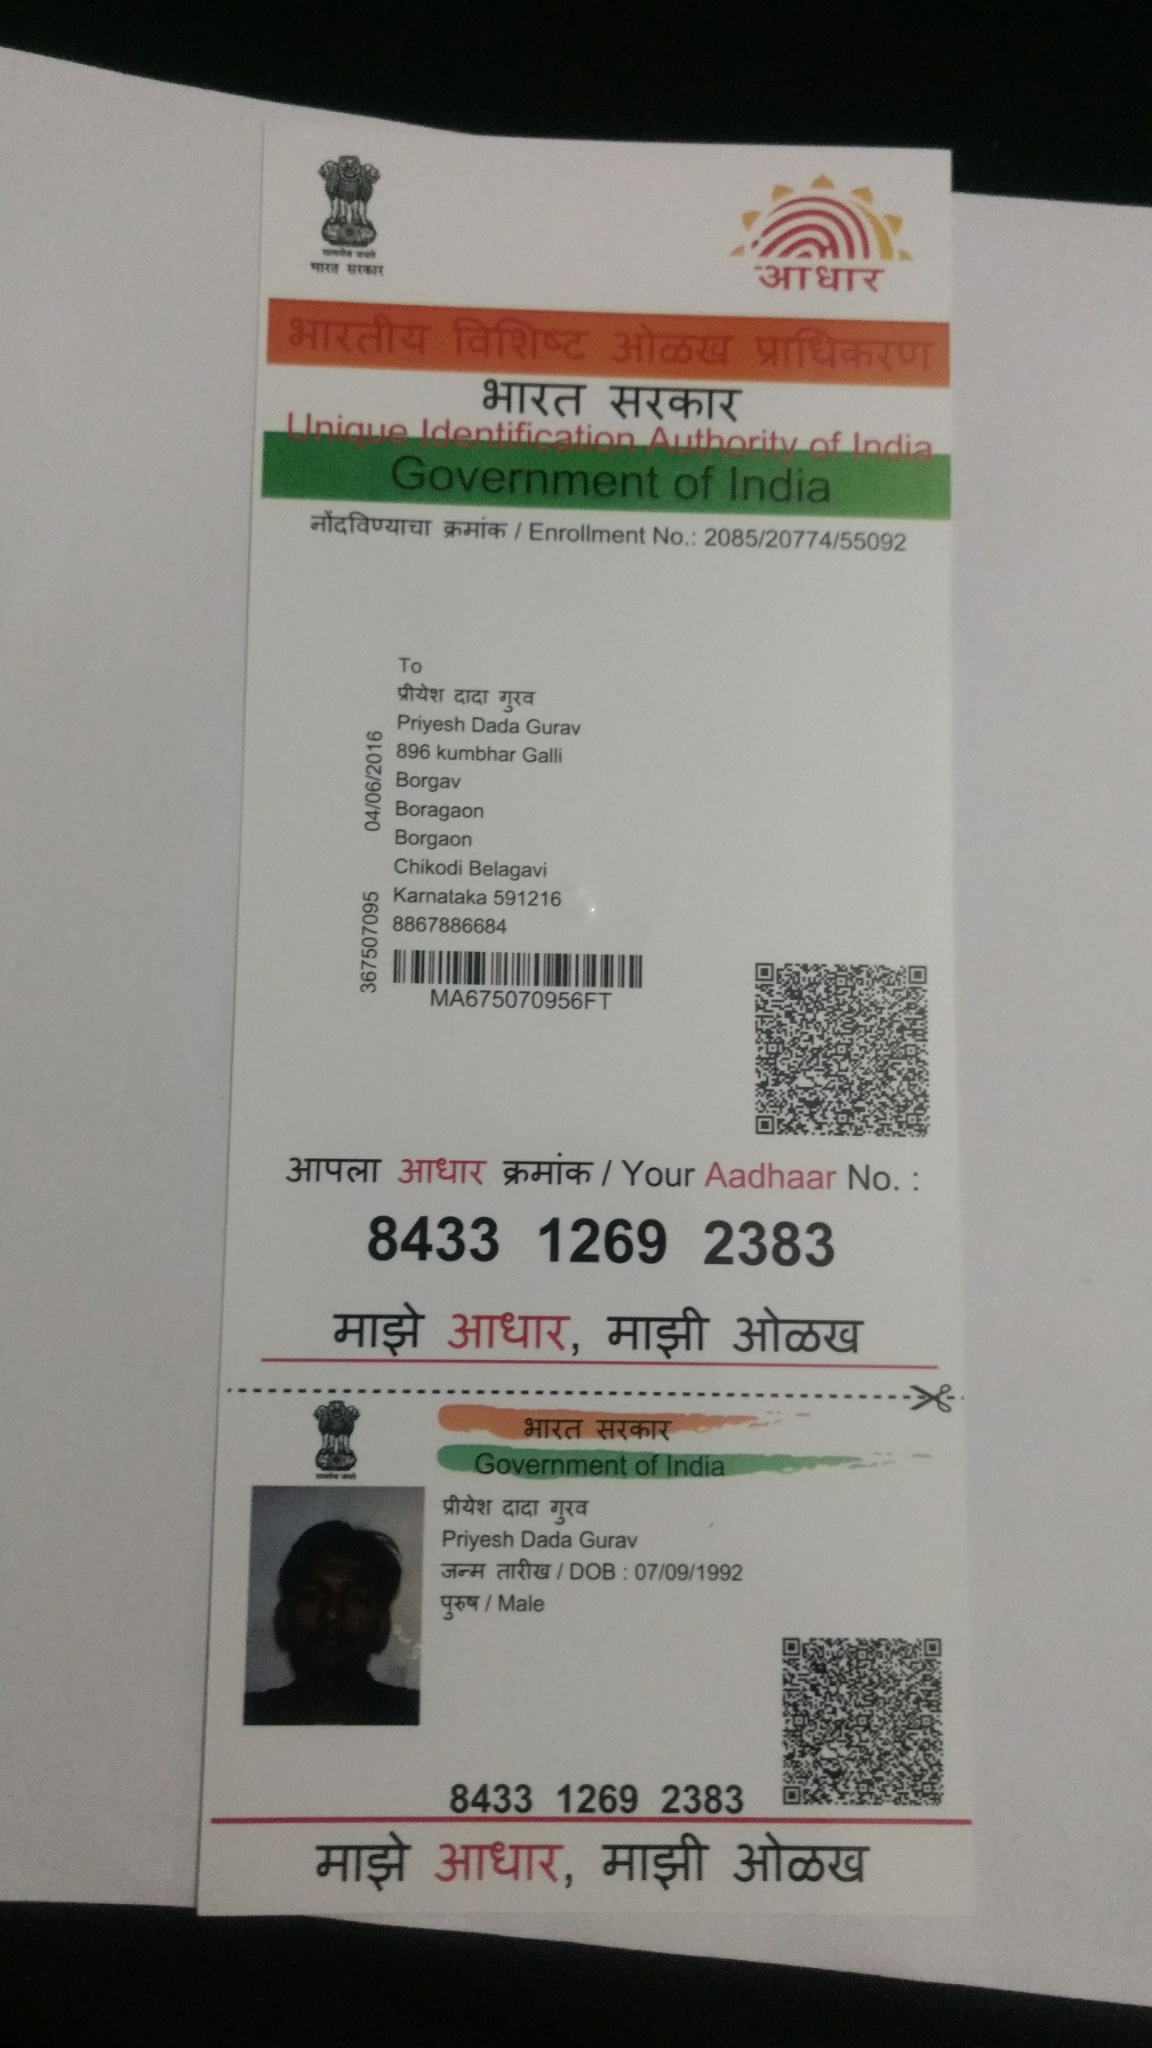 सत्यमेव जयते
भारत सरकार
आधार
भारतीय विशिष्ट ओळख प्राधिकरण
भारत सरकार
Unique Identification Authority of India
Government of India
नोंदविण्याचा क्रमांक / Enrollment No.: 2085/20774/55092
To
प्रीयेश दादा गुरव
Priyesh Dada Gurav
896 kumbhar Galli
Borgav
Boragaon
Borgaon
Chikodi Belagavi
Karnataka 591216
8867886684
04/06/2016
367507095
MA675070956FT
आपला आधार क्रमांक / Your Aadhaar No. :
8433 1269 2383
माझे आधार, माझी ओळख
सत्यमेव जयते
भारत सरकार
Government of India
प्रीयेश दादा गुरव
Priyesh Dada Gurav
जन्म तारीख / DOB : 07/09/1992
पुरुष / Male
8433 1269 2383
माझे आधार, माझी ओळख